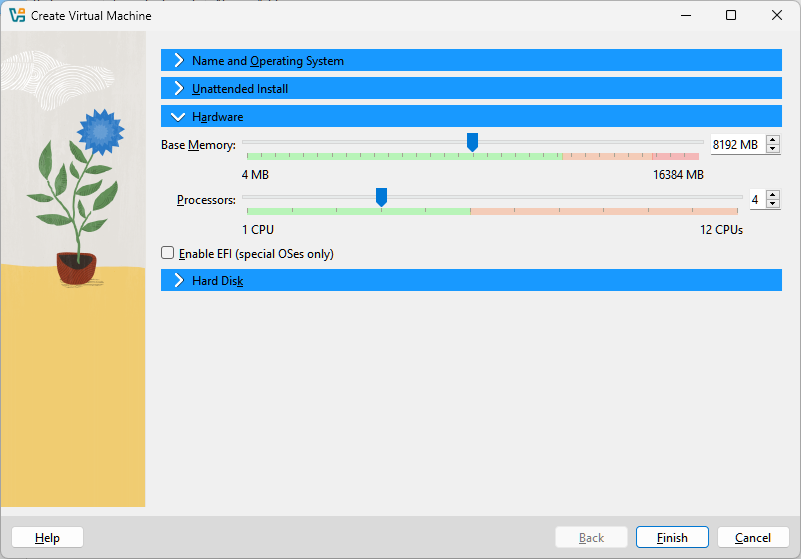 Create Virtual Machine
Name and Operating System
Unattended Install
Hardware
Base Memory:
8192 MB
4 MB
16384 MB
Processors:
4
1 CPU
12 CPUs
Enable EFI (special OSes only)
Hard Disk
Help
Back
Finish
Cancel